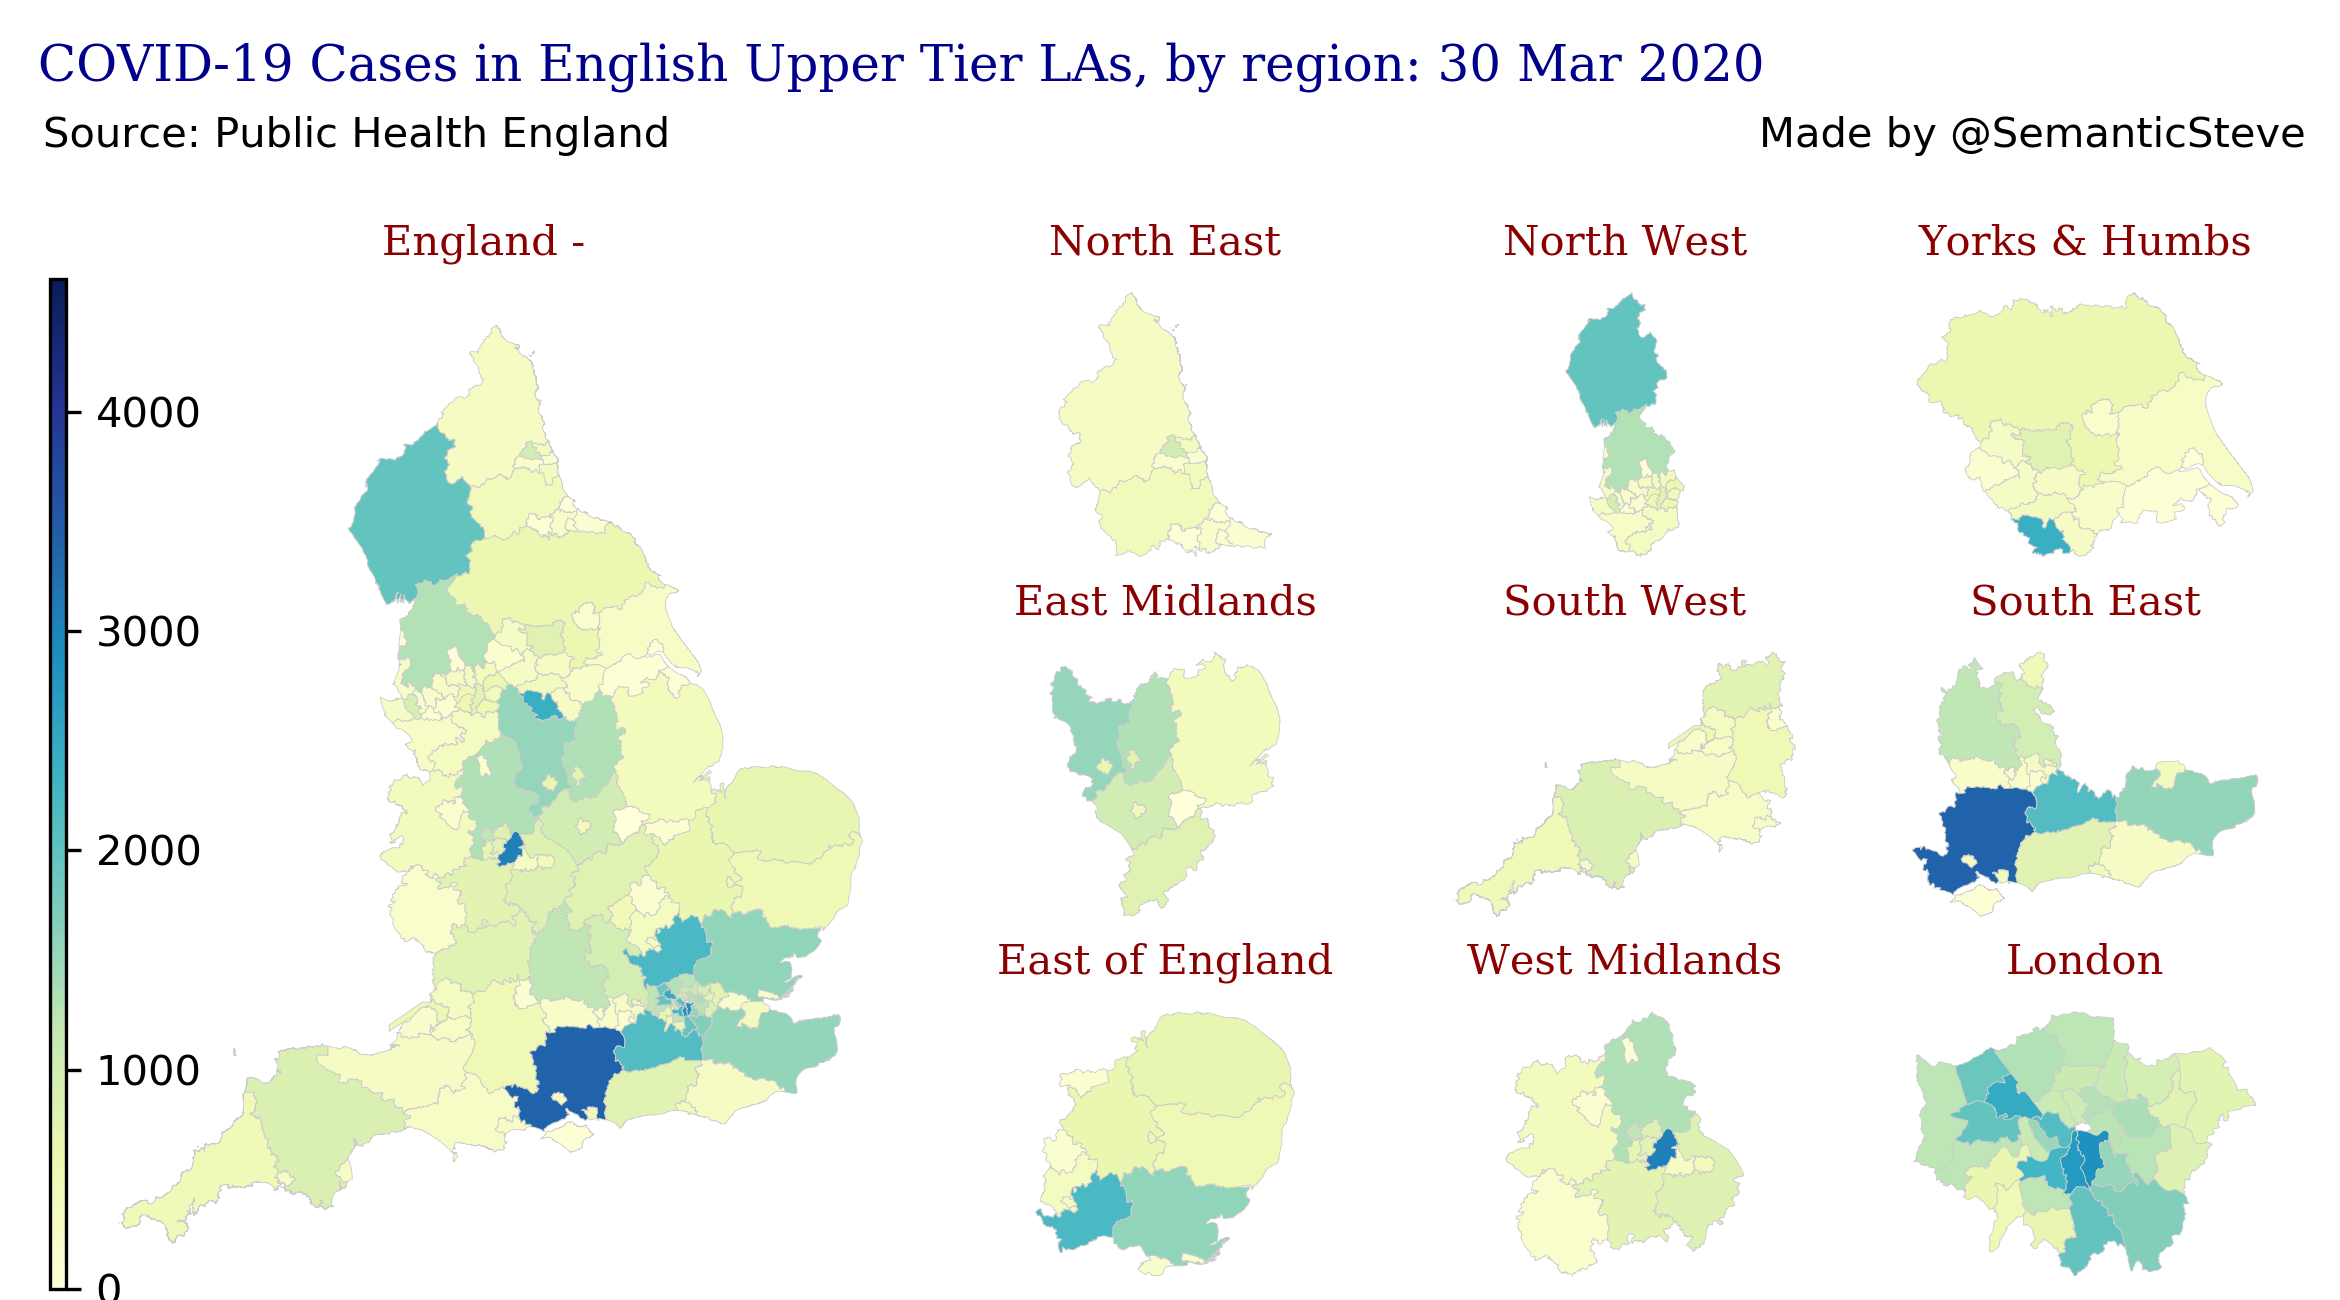 COVID-19 Cases in English Upper Tier LAs, by region: 30 Mar 2020
Source: Public Health England
Made by @SemanticSteve
England -
North East
North West
Yorks & Humbs
4000
3000
2000
1000
0
East Midlands
South West
South East
East of England
West Midlands
London